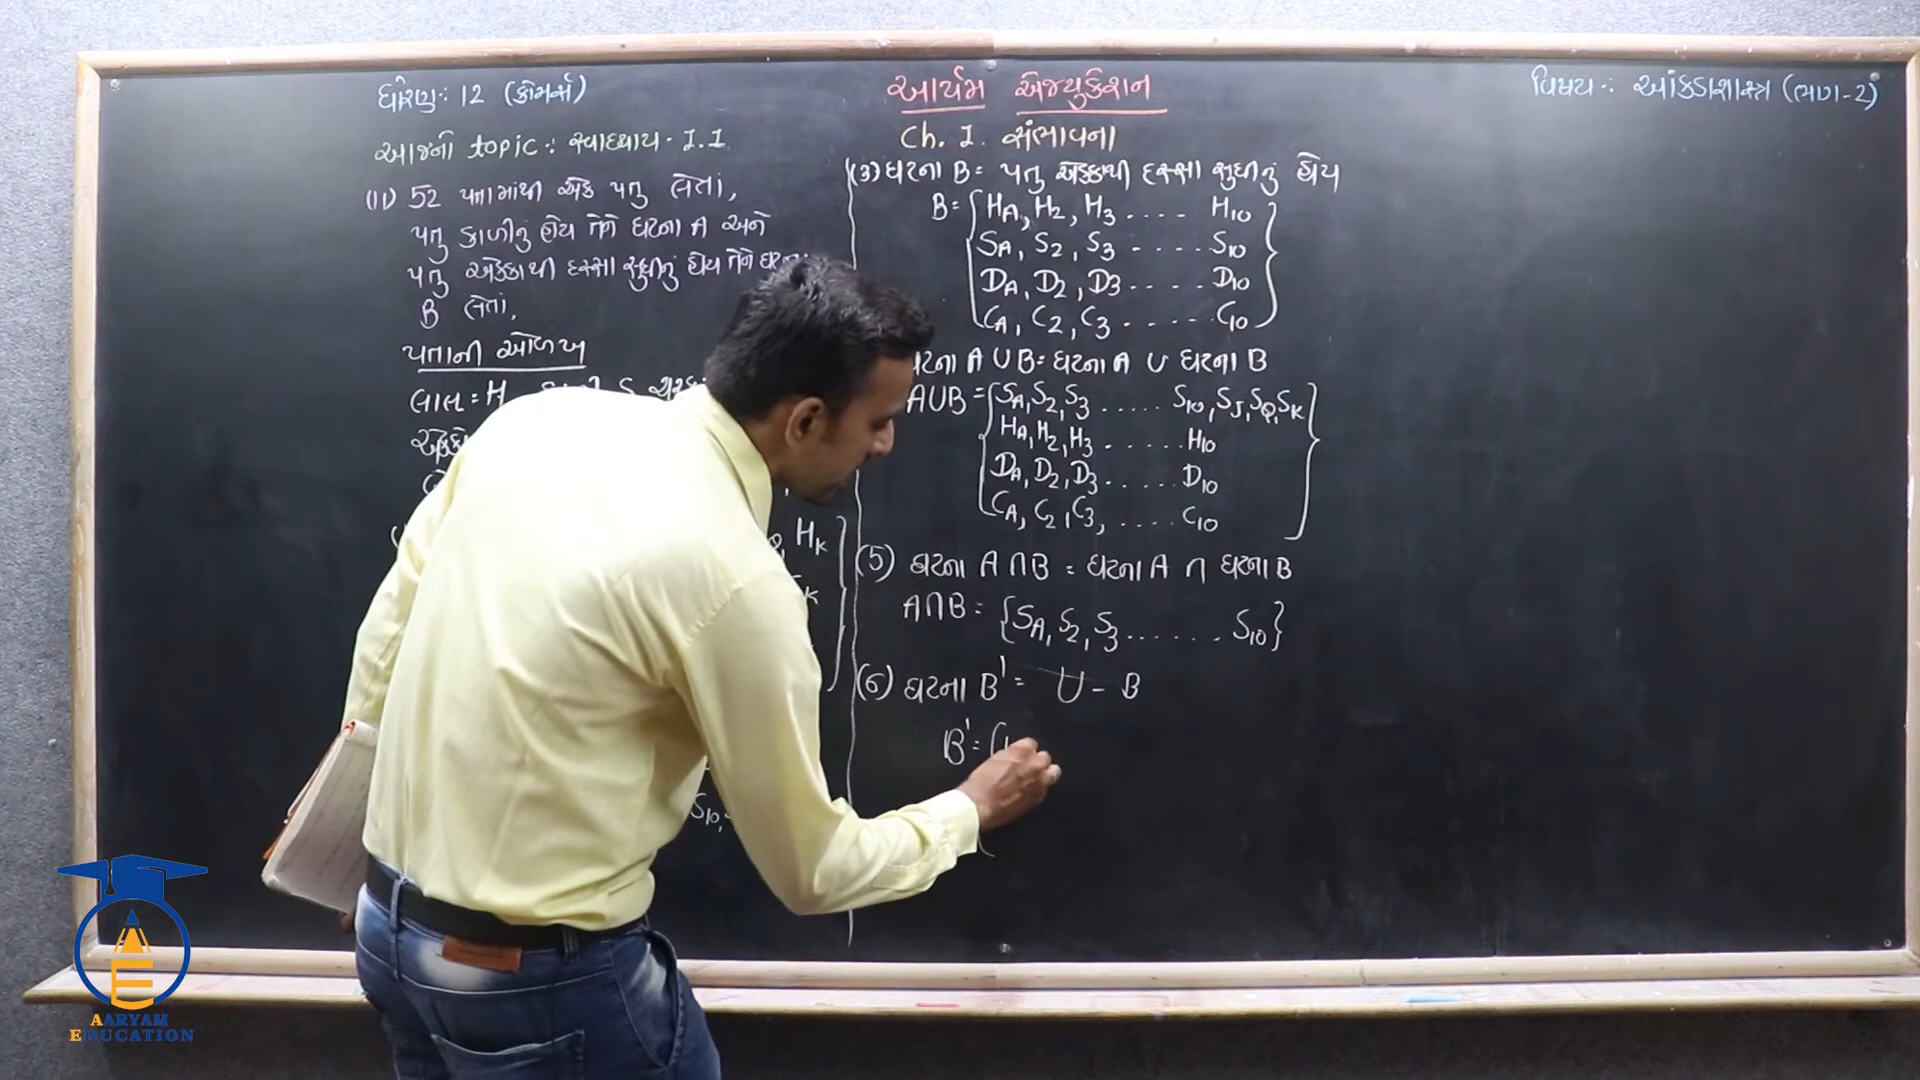 ધોરણ : 12 (કોમર્સ)
આર્યમ એજ્યુકેશન
વિષય : આંકડાશાસ્ત્ર (ભાગ-2)
Ch. 1. સંભાવના
આજનો topic : સ્વાધ્યાય - 1.1
(11) 52 પત્તામાંથી એક પત્તુ લેતાં,
પત્તુ કાળીનું હોય તેને ઘટના A અને
પત્તુ એક્કાથી દસ્સા સુધીનું હોય તેને ઘટના
B લેતાં,
પત્તાની ઓળખ
લાલ = H
HK
S10,
(3) ઘટના B = પત્તુ એક્કાથી દસ્સા સુધીનું હોય
B = {HA, H2, H3 .... H10
SA, S2, S3 ..... S10
DA, D2, D3 .... D10
CA, C2, C3 ..... C10}
ઘટના A ∪ B = ઘટના A ∪ ઘટના B
A∪B = {SA, S2, S3 ..... S10, SJ, SQ, SK
HA, H2, H3 ..... H10
DA, D2, D3 ..... D10
CA, C2, C3, .... C10}
(5) ઘટના A ∩ B = ઘટના A ∩ ઘટના B
A∩B = {SA, S2, S3 ....... S10}
(6) ઘટના B' = U - B
B' = {
AARYAM
EDUCATION